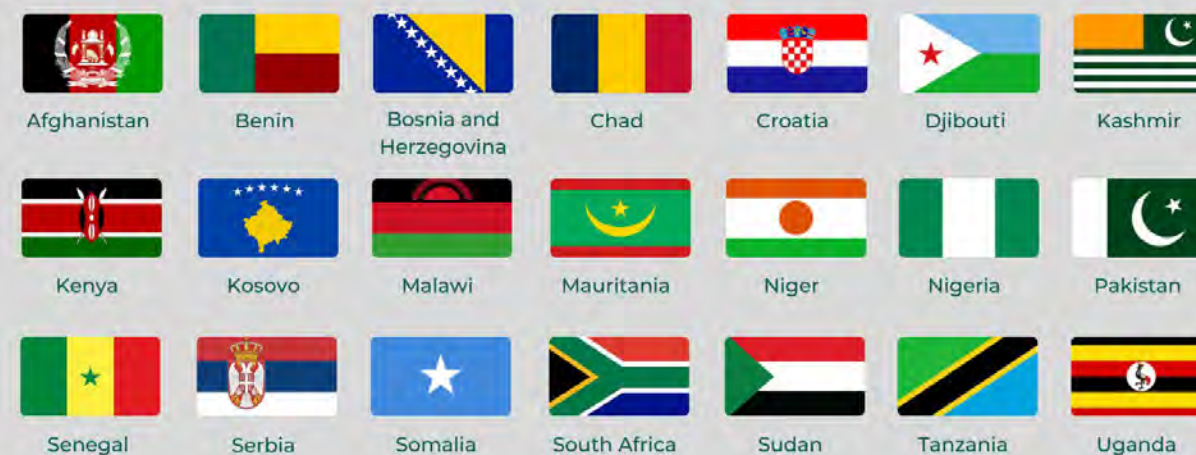 Afghanistan
Benin
Bosnia and
Herzegovina
Chad
Croatia
Djibouti
Kashmir
Kenya
Kosovo
Malawi
Mauritania
Niger
Nigeria
Pakistan
Senegal
Serbia
Somalia
South Africa
Sudan
Tanzania
Uganda